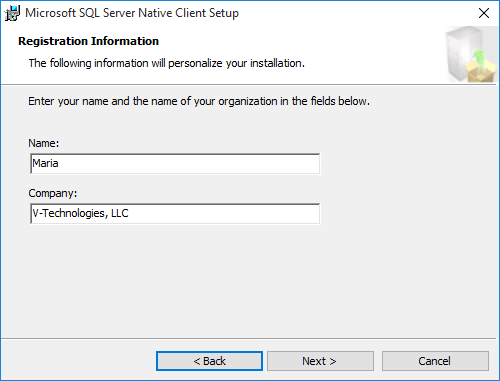 Microsoft SQL Server Native Client Setup
Registration Information
The following information will personalize your installation.
Enter your name and the name of your organization in the fields below.
Name:
Maria
Company:
V-Technologies, LLC
< Back
Next >
Cancel